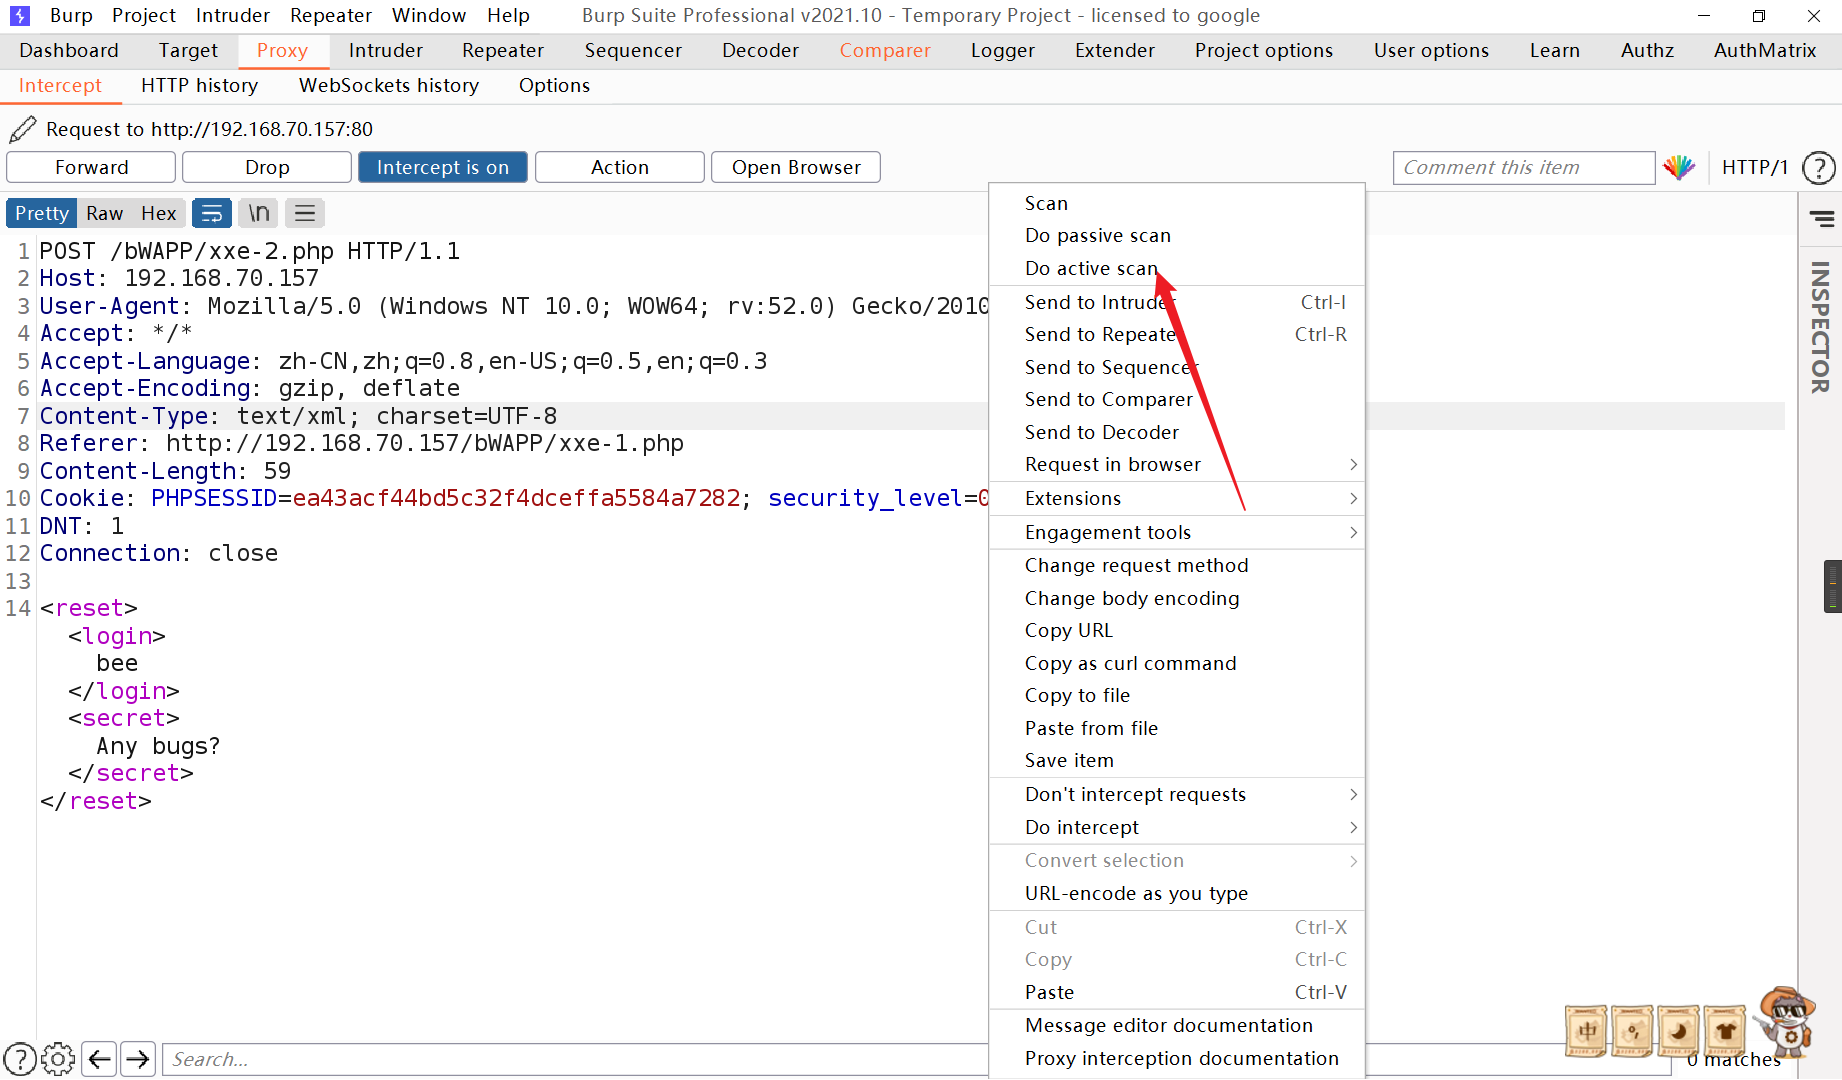 Burp Project Intruder Repeater Window Help Burp Suite Professional v2021.10 - Temporary Project - licensed to google
Dashboard Target Proxy Intruder Repeater Sequencer Decoder Comparer Logger Extender Project options User options Learn Authz AuthMatrix
Intercept HTTP history WebSockets history Options
Request to http://192.168.70.157:80
Forward Drop Intercept is on Action Open Browser Comment this item HTTP/1 ?
Pretty Raw Hex \n
INSPECTOR
1 POST /bWAPP/xxe-2.php HTTP/1.1
2 Host: 192.168.70.157
3 User-Agent: Mozilla/5.0 (Windows NT 10.0; WOW64; rv:52.0) Gecko/2010
4 Accept: */*
5 Accept-Language: zh-CN,zh;q=0.8,en-US;q=0.5,en;q=0.3
6 Accept-Encoding: gzip, deflate
7 Content-Type: text/xml; charset=UTF-8
8 Referer: http://192.168.70.157/bWAPP/xxe-1.php
9 Content-Length: 59
10 Cookie: PHPSESSID=ea43acf44bd5c32f4dceffa5584a7282; security_level=0
11 DNT: 1
12 Connection: close
13
14 <reset>
<login>
bee
</login>
<secret>
Any bugs?
</secret>
</reset>
Scan
Do passive scan
Do active scan
Send to Intruder Ctrl-I
Send to Repeater Ctrl-R
Send to Sequencer
Send to Comparer
Send to Decoder
Request in browser
Extensions
Engagement tools
Change request method
Change body encoding
Copy URL
Copy as curl command
Copy to file
Paste from file
Save item
Don't intercept requests
Do intercept
Convert selection
URL-encode as you type
Cut Ctrl-X
Copy Ctrl-C
Paste Ctrl-V
Message editor documentation
Proxy interception documentation
中
? Search... 0 matches